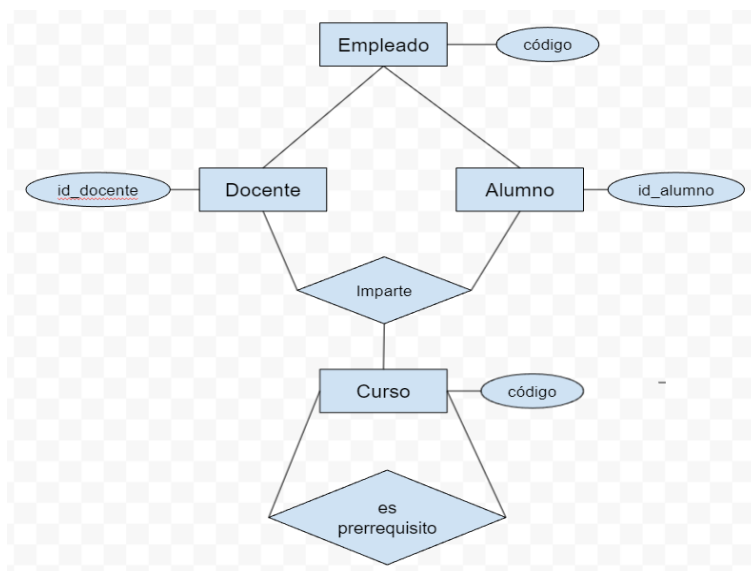 Empleado
código
id_docente
Docente
Alumno
id_alumno
Imparte
Curso
código
es
prerrequisito